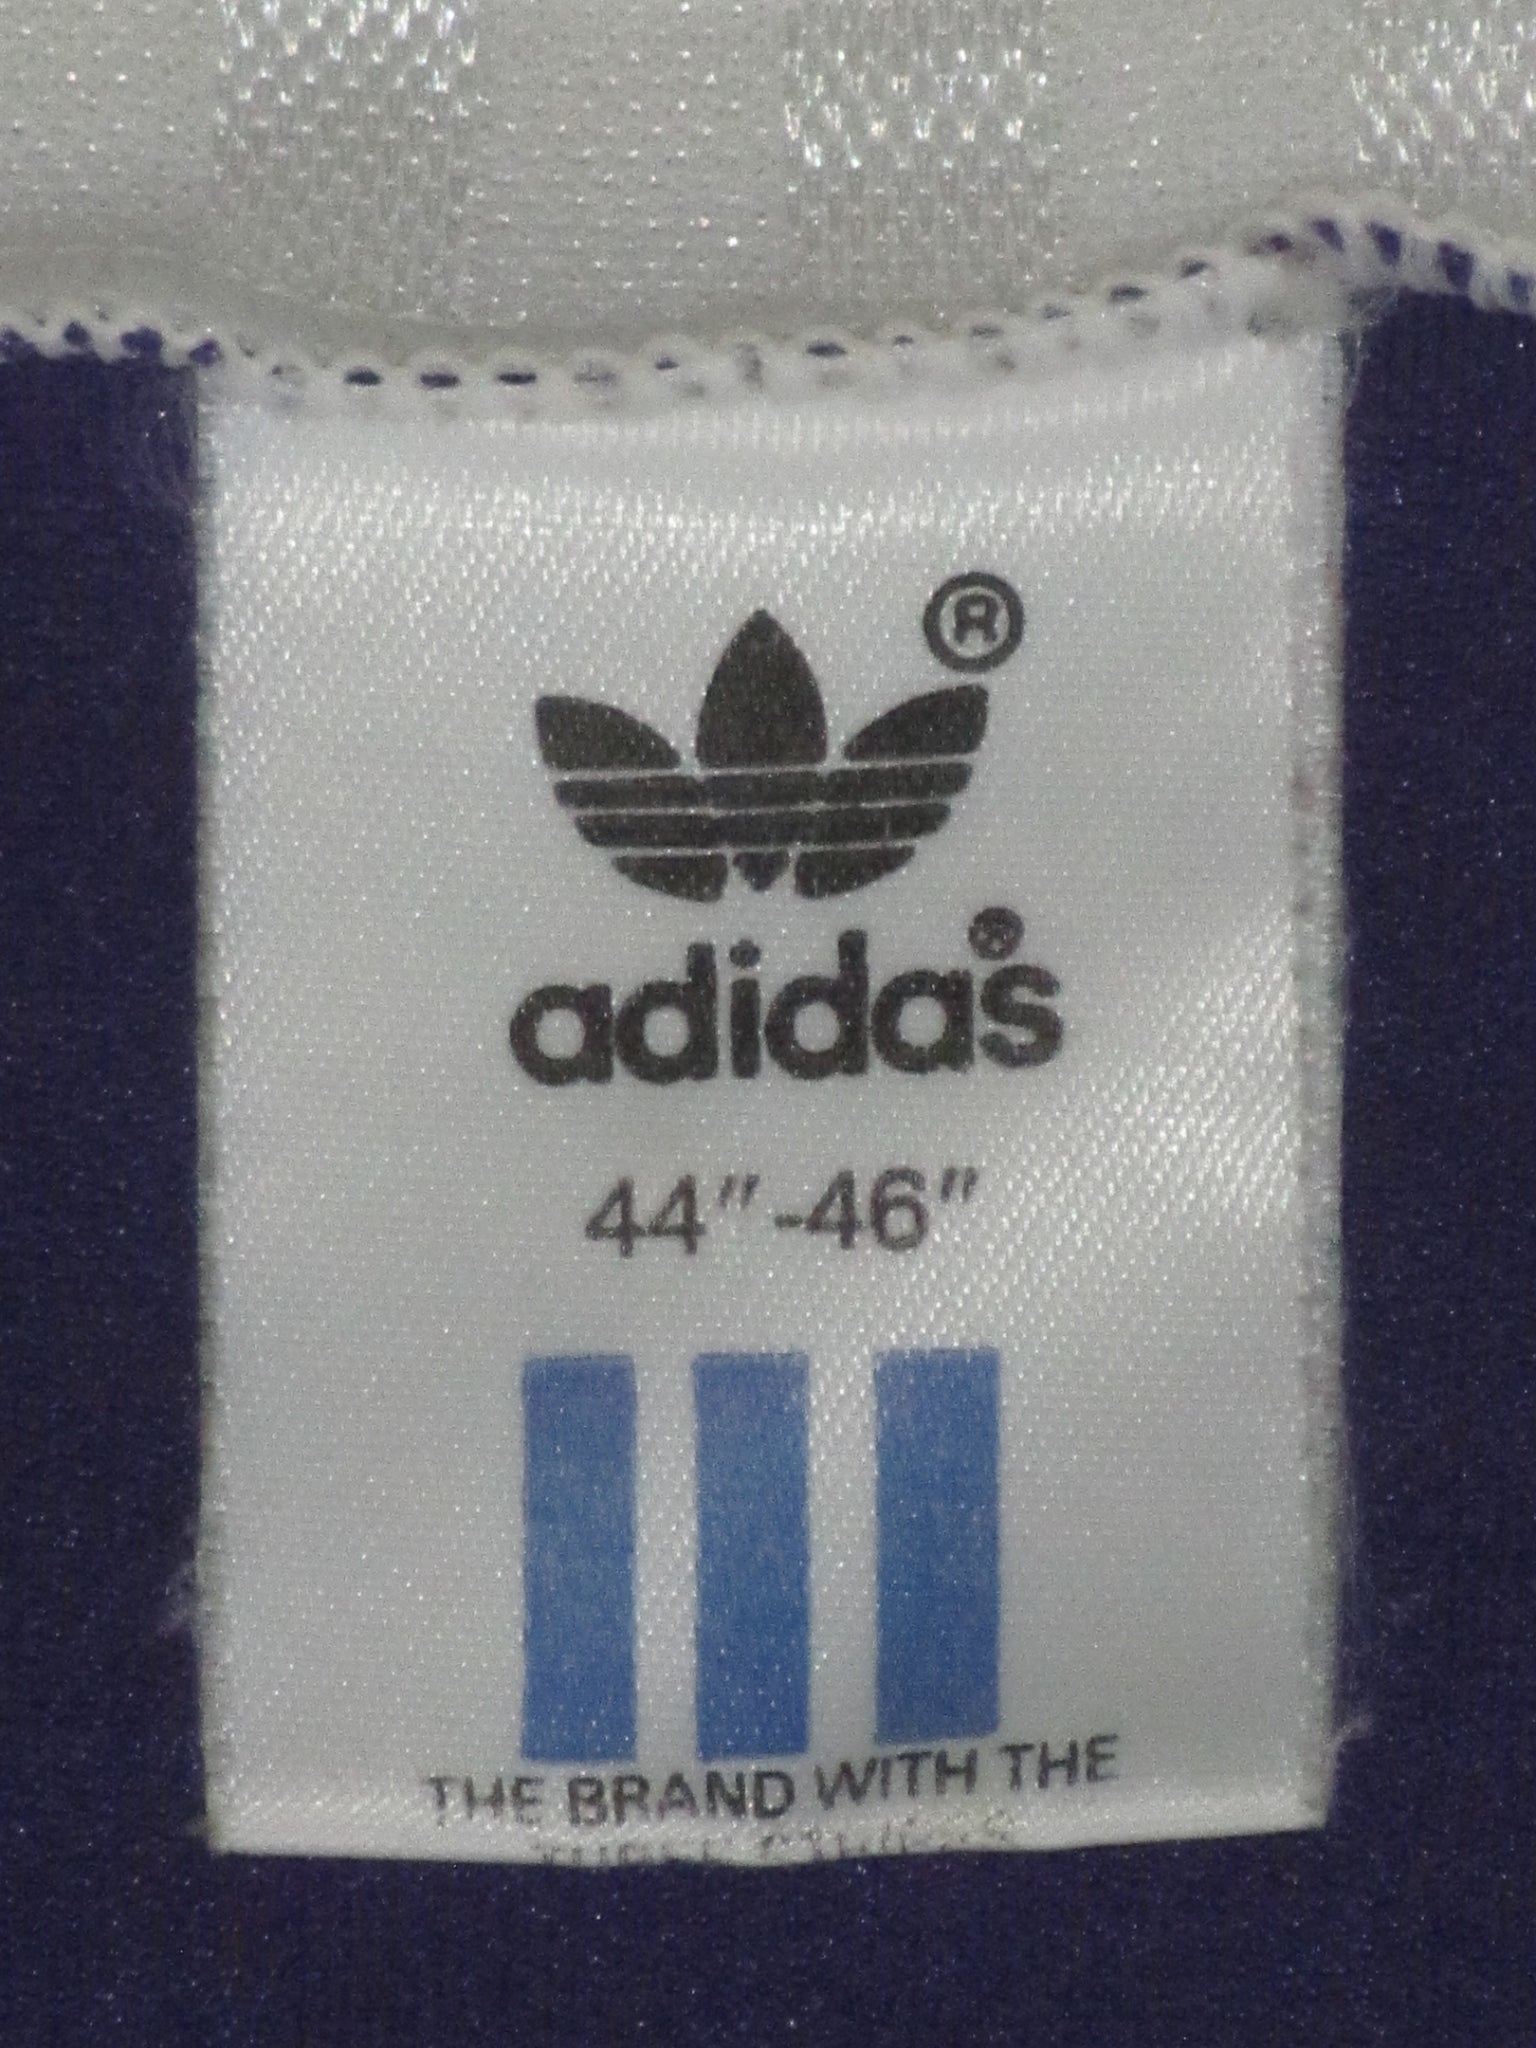 ®
adidas®
44"-46"
THE BRAND WITH THE